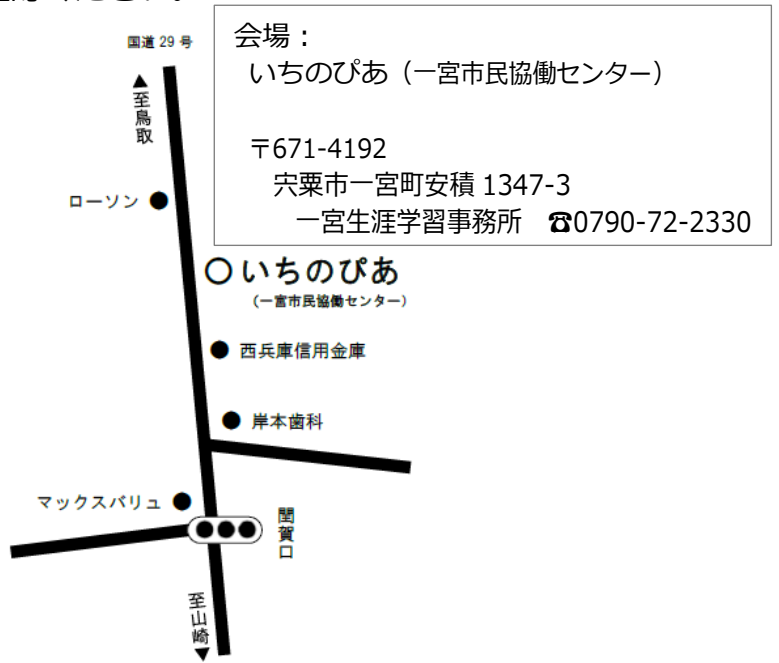 国道 29 号
会場：
いちのぴあ（一宮市民協働センター）
〒671-4192
宍粟市一宮町安積 1347-3
一宮生涯学習事務所 ☎0790-72-2330
▲至鳥取
ローソン ●
○いちのぴあ
（一宮市民協働センター）
● 西兵庫信用金庫
● 岸本歯科
マックスバリュ ●
閏賀口
至山崎▼